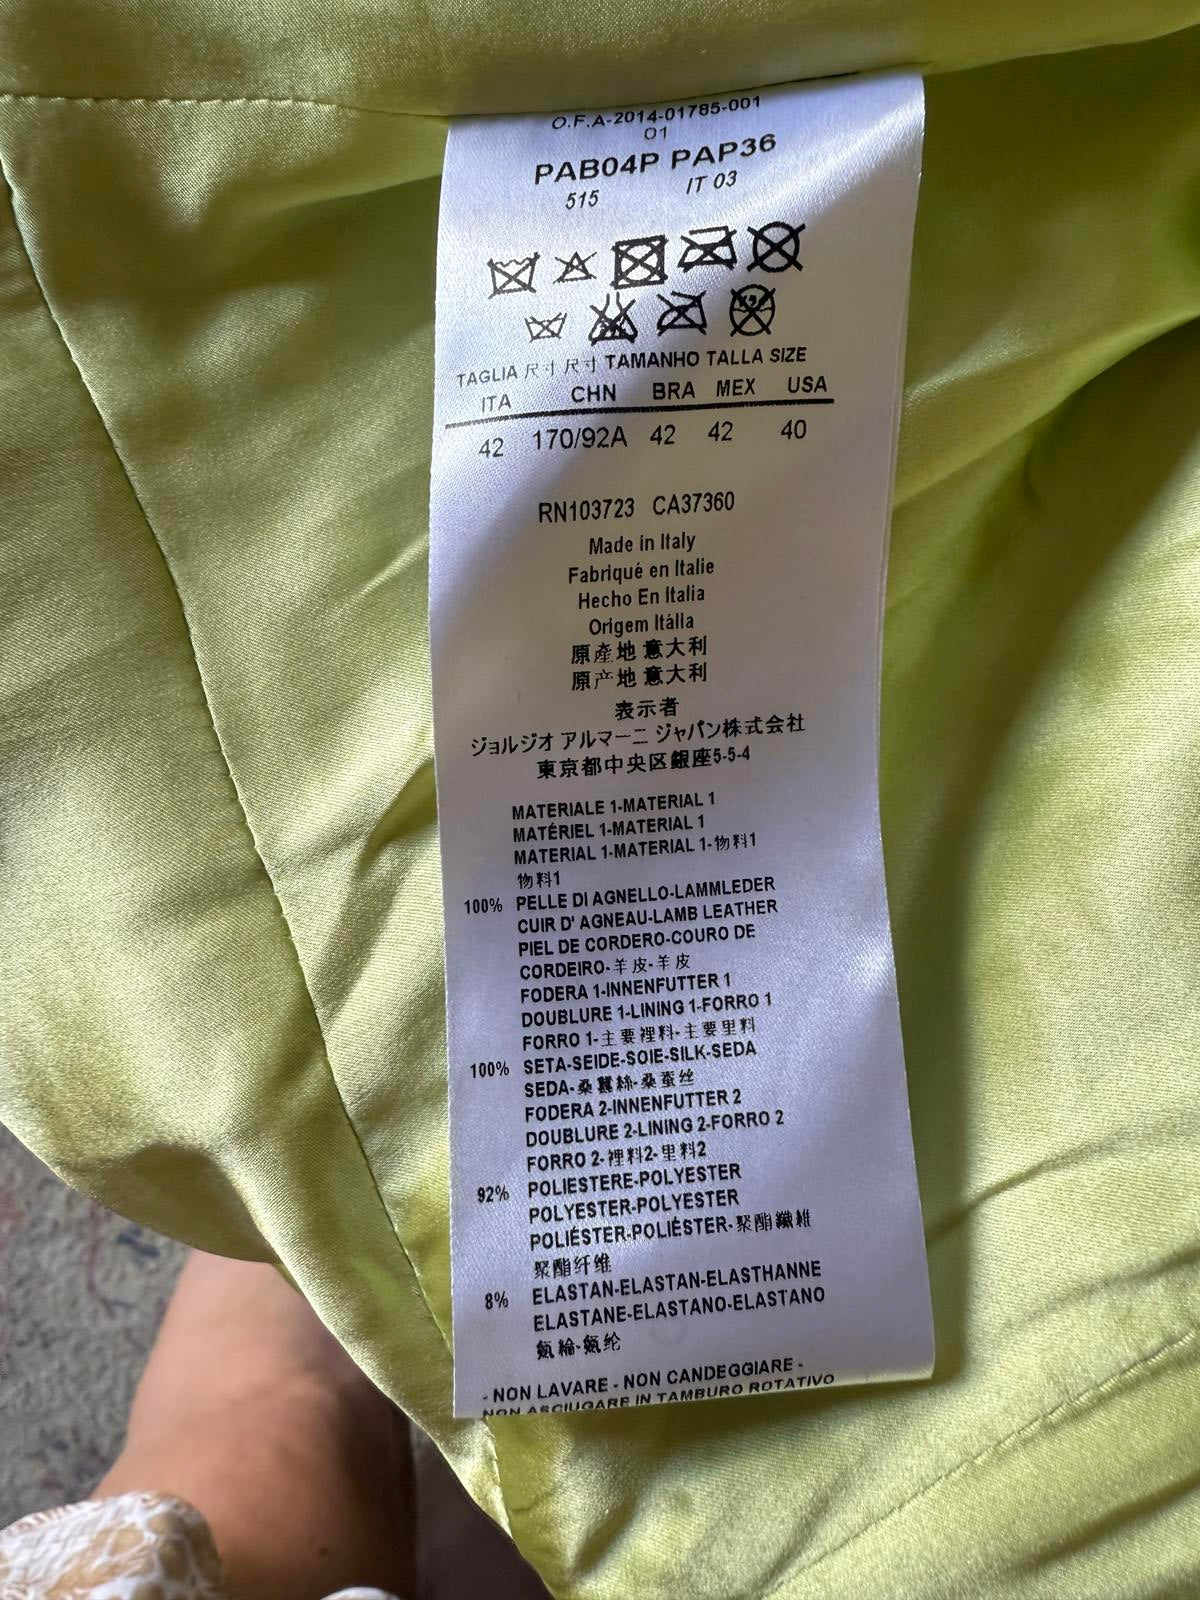 O.F.A-2014-01785-001
01
PAB04P PAP36
515 IT 03
TAGLIA 尺寸 尺寸 TAMANHO TALLA SIZE
ITA CHN BRA MEX USA
42 170/92A 42 42 40
RN103723 CA37360
Made in Italy
Fabriqué en Italie
Hecho En Italia
Origem Itália
原產地 意大利
原产地 意大利
表示者
ジョルジオ アルマーニ ジャパン株式会社
東京都中央区銀座5-5-4
MATERIALE 1-MATERIAL 1
MATÉRIEL 1-MATERIAL 1
MATERIAL 1-MATERIAL 1-物料1
物料1
100% PELLE DI AGNELLO-LAMMLEDER
CUIR D' AGNEAU-LAMB LEATHER
PIEL DE CORDERO-COURO DE
CORDEIRO-羊皮-羊皮
FODERA 1-INNENFUTTER 1
DOUBLURE 1-LINING 1-FORRO 1
FORRO 1-主要裡料-主要里料
100% SETA-SEIDE-SOIE-SILK-SEDA
SEDA-桑蠶絲-桑蚕丝
FODERA 2-INNENFUTTER 2
DOUBLURE 2-LINING 2-FORRO 2
FORRO 2-裡料2-里料2
92% POLIESTERE-POLYESTER
POLYESTER-POLYESTER
POLIÉSTER-POLIÉSTER-聚酯纖維
聚酯纤维
8% ELASTAN-ELASTAN-ELASTHANNE
ELASTANE-ELASTANO-ELASTANO
氨綸-氨纶
- NON LAVARE - NON CANDEGGIARE -
NON ASCIUGARE IN TAMBURO ROTATIVO